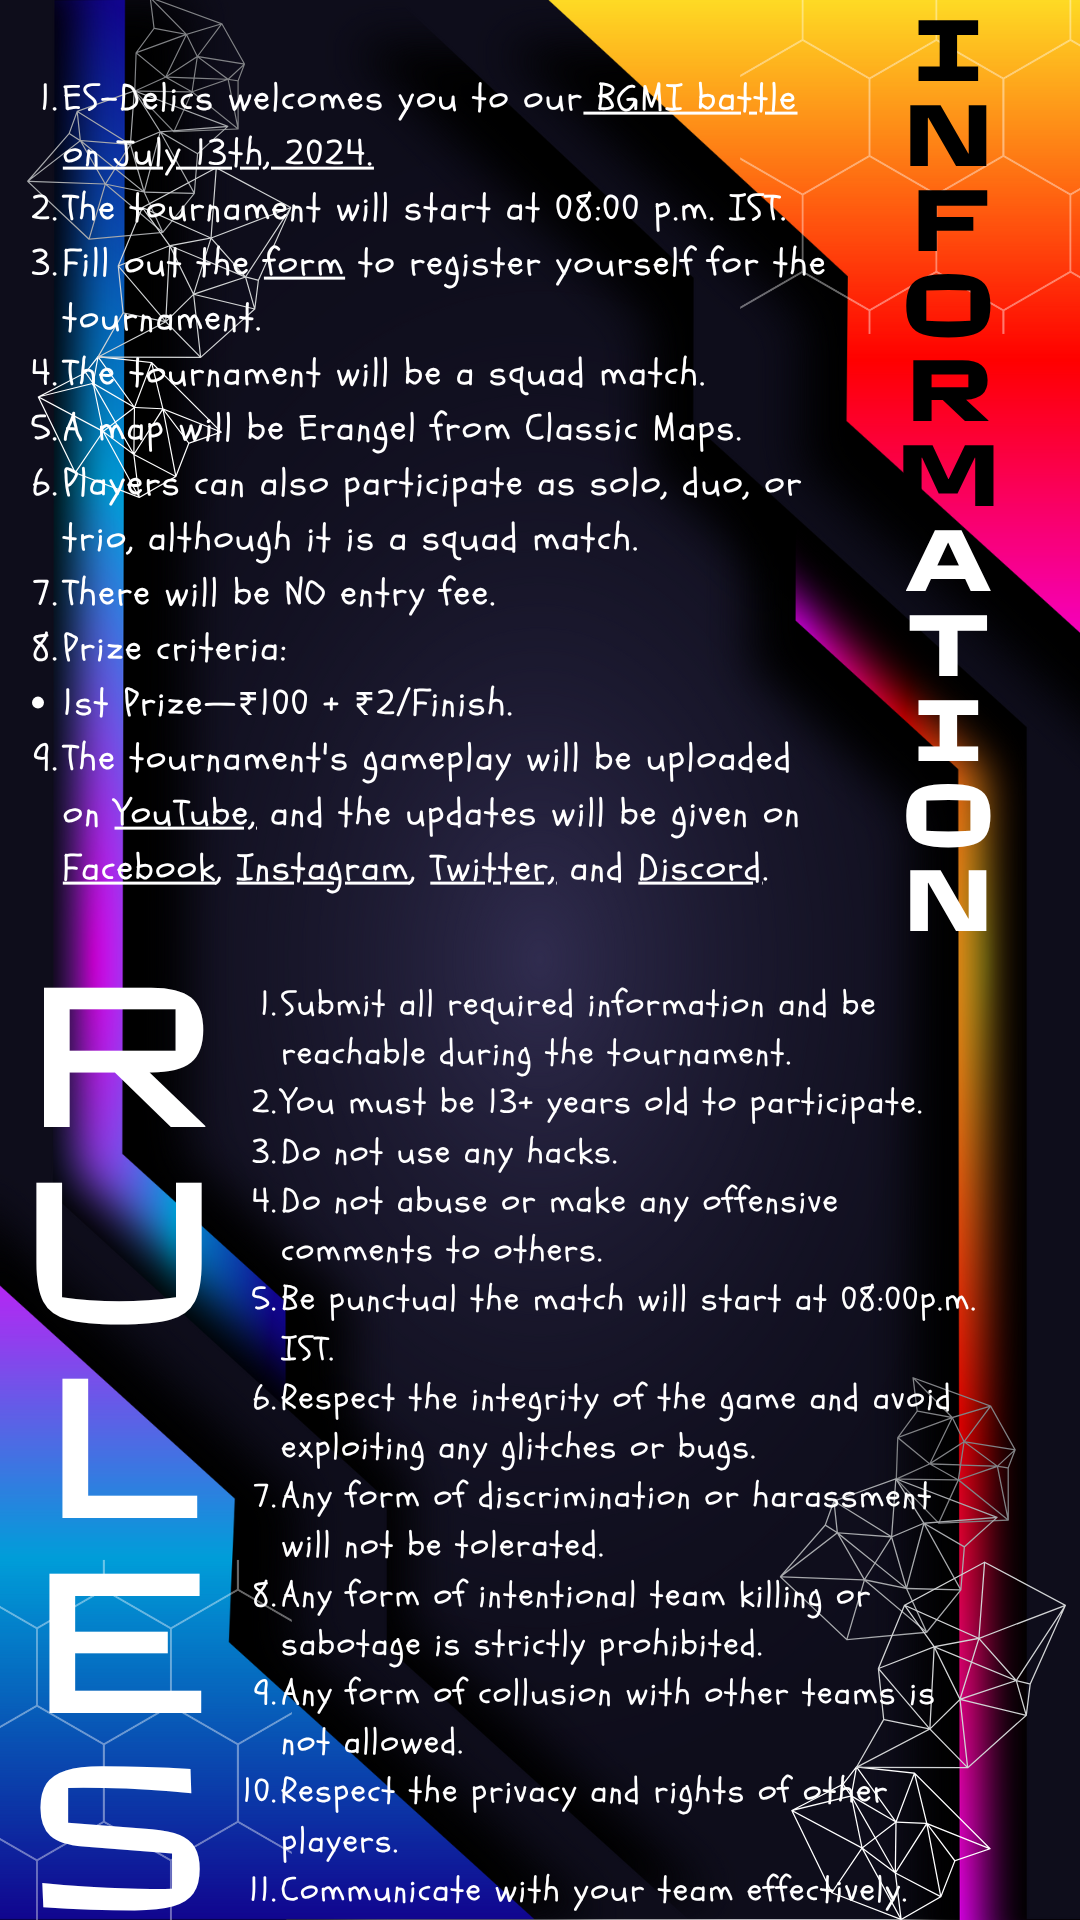 INFORMATION
1. ES-Delics welcomes you to our BGMI battle
on July 13th, 2024.
2. The tournament will start at 08:00 p.m. IST.
3. Fill out the form to register yourself for the
tournament.
4. The tournament will be a squad match.
5. A map will be Erangel from Classic Maps.
6. Players can also participate as solo, duo, or
trio, although it is a squad match.
7. There will be NO entry fee.
8. Prize criteria:
• 1st Prize—₹100 + ₹2/Finish.
9. The tournament's gameplay will be uploaded
on YouTube, and the updates will be given on
Facebook, Instagram, Twitter, and Discord.
RULES
1. Submit all required information and be
reachable during the tournament.
2. You must be 13+ years old to participate.
3. Do not use any hacks.
4. Do not abuse or make any offensive
comments to others.
5. Be punctual the match will start at 08:00p.m.
IST.
6. Respect the integrity of the game and avoid
exploiting any glitches or bugs.
7. Any form of discrimination or harassment
will not be tolerated.
8. Any form of intentional team killing or
sabotage is strictly prohibited.
9. Any form of collusion with other teams is
not allowed.
10. Respect the privacy and rights of other
players.
11. Communicate with your team effectively.